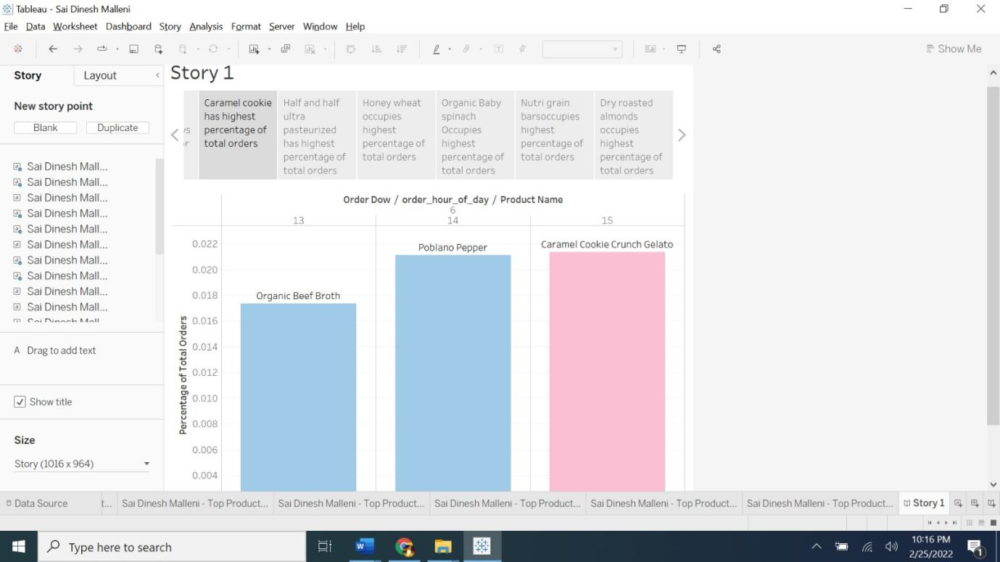 Tableau - Sai Dinesh Malleni
File Data Worksheet Dashboard Story Analysis Format Server Window Help
Show Me
Story
Layout
New story point
Blank
Duplicate
Sai Dinesh Mall...
Sai Dinesh Mall...
Sai Dinesh Mall...
Sai Dinesh Mall...
Sai Dinesh Mall...
Sai Dinesh Mall...
Sai Dinesh Mall...
Sai Dinesh Mall...
Sai Dinesh Mall...
Sai Dinesh Mall...
Sai Dinesh Mall
A Drag to add text
Show title
Size
Story (1016 x 964)
Story 1
Caramel cookie
has highest
percentage of
total orders
Half and half
ultra
pasteurized
has highest
percentage of
total orders
Honey wheat
occupies
highest
percentage of
total orders
Organic Baby
spinach
Occupies
highest
percentage of
total orders
Nutri grain
barsoccupies
highest
percentage of
total orders
Dry roasted
almonds
occupies
highest
percentage of
total orders
Order Dow / order_hour_of_day / Product Name
6
13 14 15
Percentage of Total Orders
0.022
0.020
0.018
0.016
0.014
0.012
0.010
0.008
0.006
0.004
Organic Beef Broth
Poblano Pepper
Caramel Cookie Crunch Gelato
Data Source
t...
Sai Dinesh Malleni - Top Product...
Sai Dinesh Malleni - Top Product...
Sai Dinesh Malleni - Top Product...
Sai Dinesh Malleni - Top Product...
Sai Dinesh Malleni - Top Product...
Story 1
Type here to search
10:16 PM
2/25/2022
1